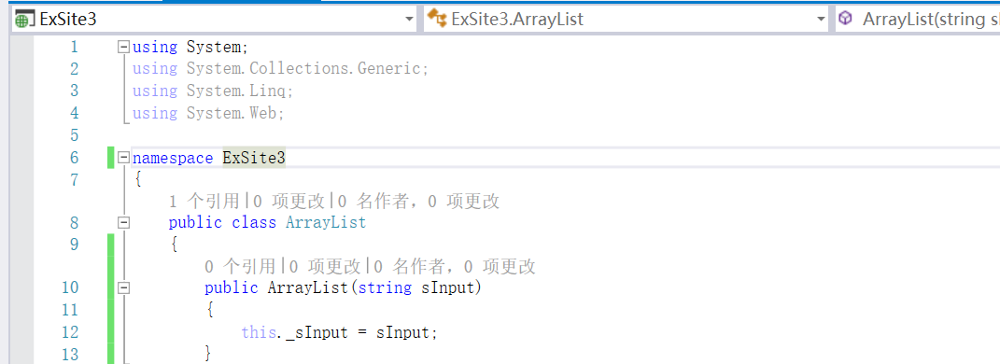 ExSite3 ExSite3.ArrayList ArrayList(string s
1 using System;
2 using System.Collections.Generic;
3 using System.Linq;
4 using System.Web;
5
6 namespace ExSite3
7 {
1 个引用|0 项更改|0 名作者，0 项更改
8 public class ArrayList
9 {
0 个引用|0 项更改|0 名作者，0 项更改
10 public ArrayList(string sInput)
11 {
12 this._sInput = sInput;
13 }